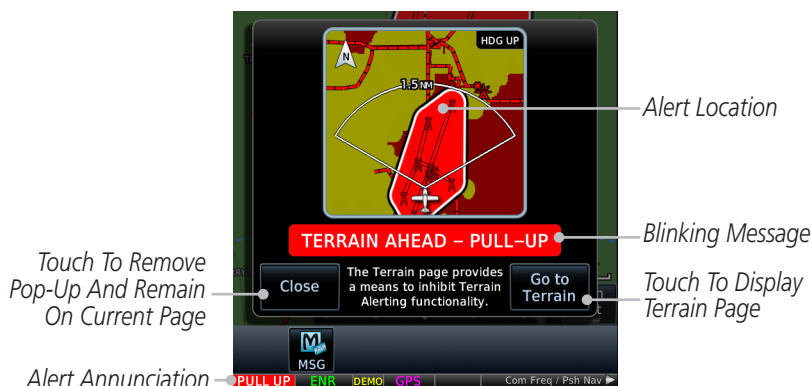 HDG UP
N
1.5NM
Alert Location
TERRAIN AHEAD – PULL–UP
Blinking Message
Touch To Remove
Pop-Up And Remain
On Current Page
Close
The Terrain page provides
a means to inhibit Terrain
Alerting functionality.
Go to
Terrain
Touch To Display
Terrain Page
MSG
Alert Annunciation
PULL UP ENR DEMO GPS Com Freq / Psh Nav